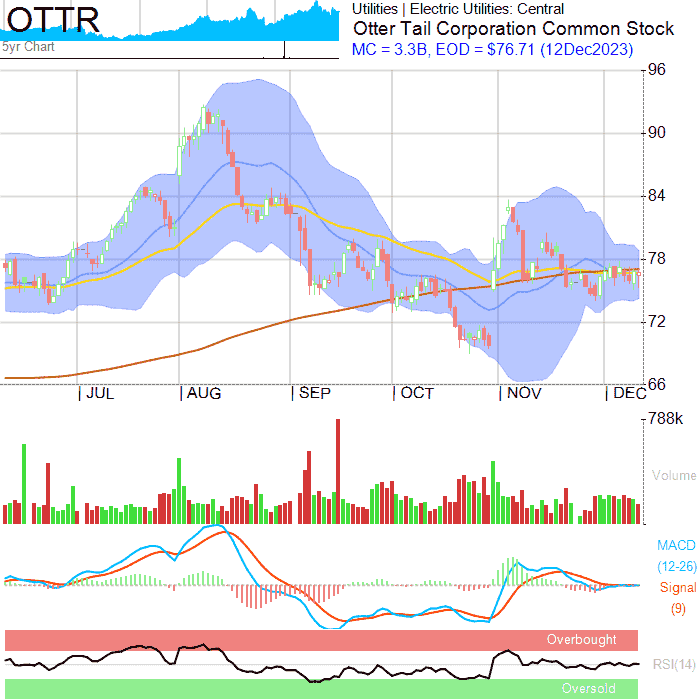 OTTR
5yr Chart
Utilities | Electric Utilities: Central
Otter Tail Corporation Common Stock
MC = 3.3B, EOD = $76.71 (12Dec2023)
96
90
84
78
72
66
JUL
AUG
SEP
OCT
NOV
DEC
788k
Volume
MACD
(12-26)
Signal
(9)
Overbought
RSI(14)
Oversold